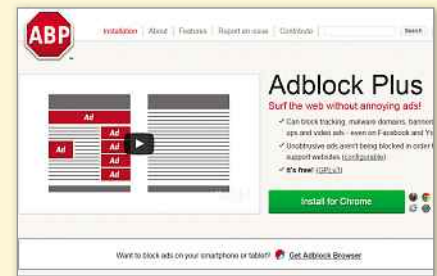 ABP
Installation | About | Features | Report an issue | Contribute |
Search
Adblock Plus
Surf the web without annoying ads!
Ad
Ad
Ad
Ad
Ad
Ad
✓ Can block tracking, malware domains, banners
ups and video ads - even on Facebook and
✓ Unobtrusive ads aren't being blocked in order
support websites (configurable)
✓ It's free! (GPLv3)
Install for Chrome
Want to block ads on your smartphone or tablet? Get Adblock Browser